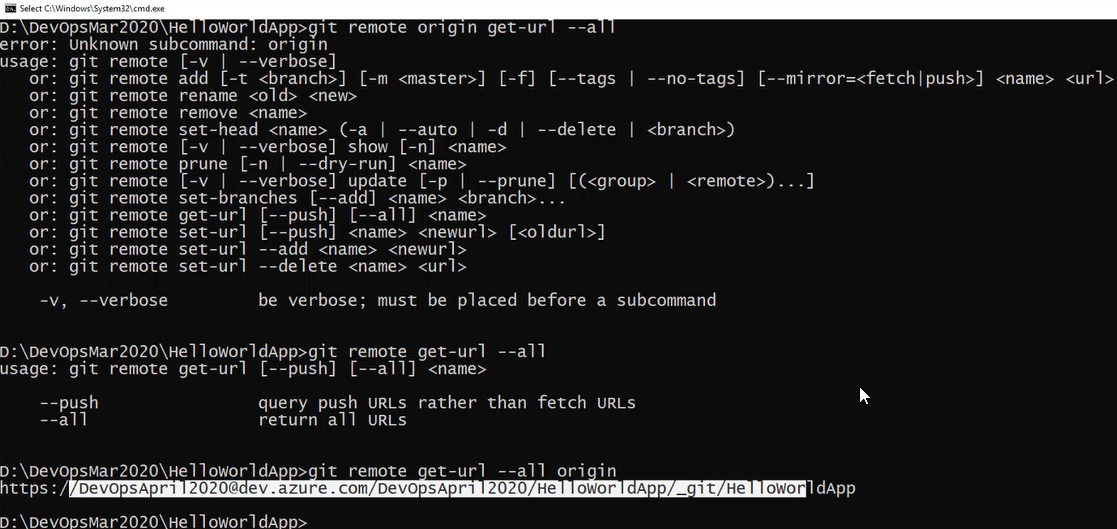 Select C:\Windows\System32\cmd.exe
D:\DevOpsMar2020\HelloWorldApp>git remote origin get-url --all
error: Unknown subcommand: origin
usage: git remote [-v | --verbose]
   or: git remote add [-t <branch>] [-m <master>] [-f] [--tags | --no-tags] [--mirror=<fetch|push>] <name> <url>
   or: git remote rename <old> <new>
   or: git remote remove <name>
   or: git remote set-head <name> (-a | --auto | -d | --delete | <branch>)
   or: git remote [-v | --verbose] show [-n] <name>
   or: git remote prune [-n | --dry-run] <name>
   or: git remote [-v | --verbose] update [-p | --prune] [(<group> | <remote>)...]
   or: git remote set-branches [--add] <name> <branch>...
   or: git remote get-url [--push] [--all] <name>
   or: git remote set-url [--push] <name> <newurl> [<oldurl>]
   or: git remote set-url --add <name> <newurl>
   or: git remote set-url --delete <name> <url>
    -v, --verbose         be verbose; must be placed before a subcommand
D:\DevOpsMar2020\HelloWorldApp>git remote get-url --all
usage: git remote get-url [--push] [--all] <name>
    --push                query push URLs rather than fetch URLs
    --all                 return all URLs
D:\DevOpsMar2020\HelloWorldApp>git remote get-url --all origin
https://DevOpsApril2020@dev.azure.com/DevOpsApril2020/HelloWorldApp/_git/HelloWorldApp
D:\DevOpsMar2020\HelloWorldApp>